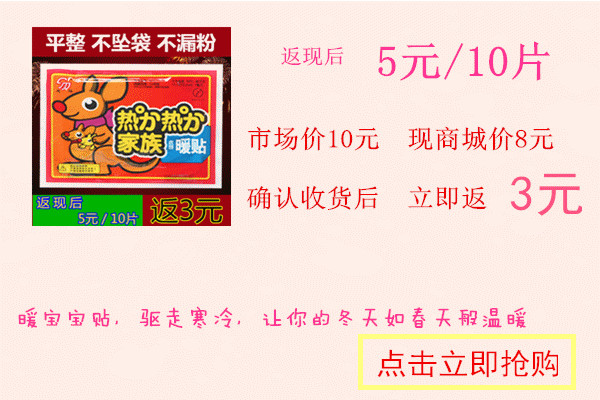 平整 不坠袋 不漏粉
热か热か
家族
暖贴
返现后
5元/10片
返3元
返现后 5元/10片
市场价10元 现商城价8元
确认收货后 立即返 3元
暖宝宝贴，驱走寒冷，让你的冬天如春天般温暖
点击立即抢购